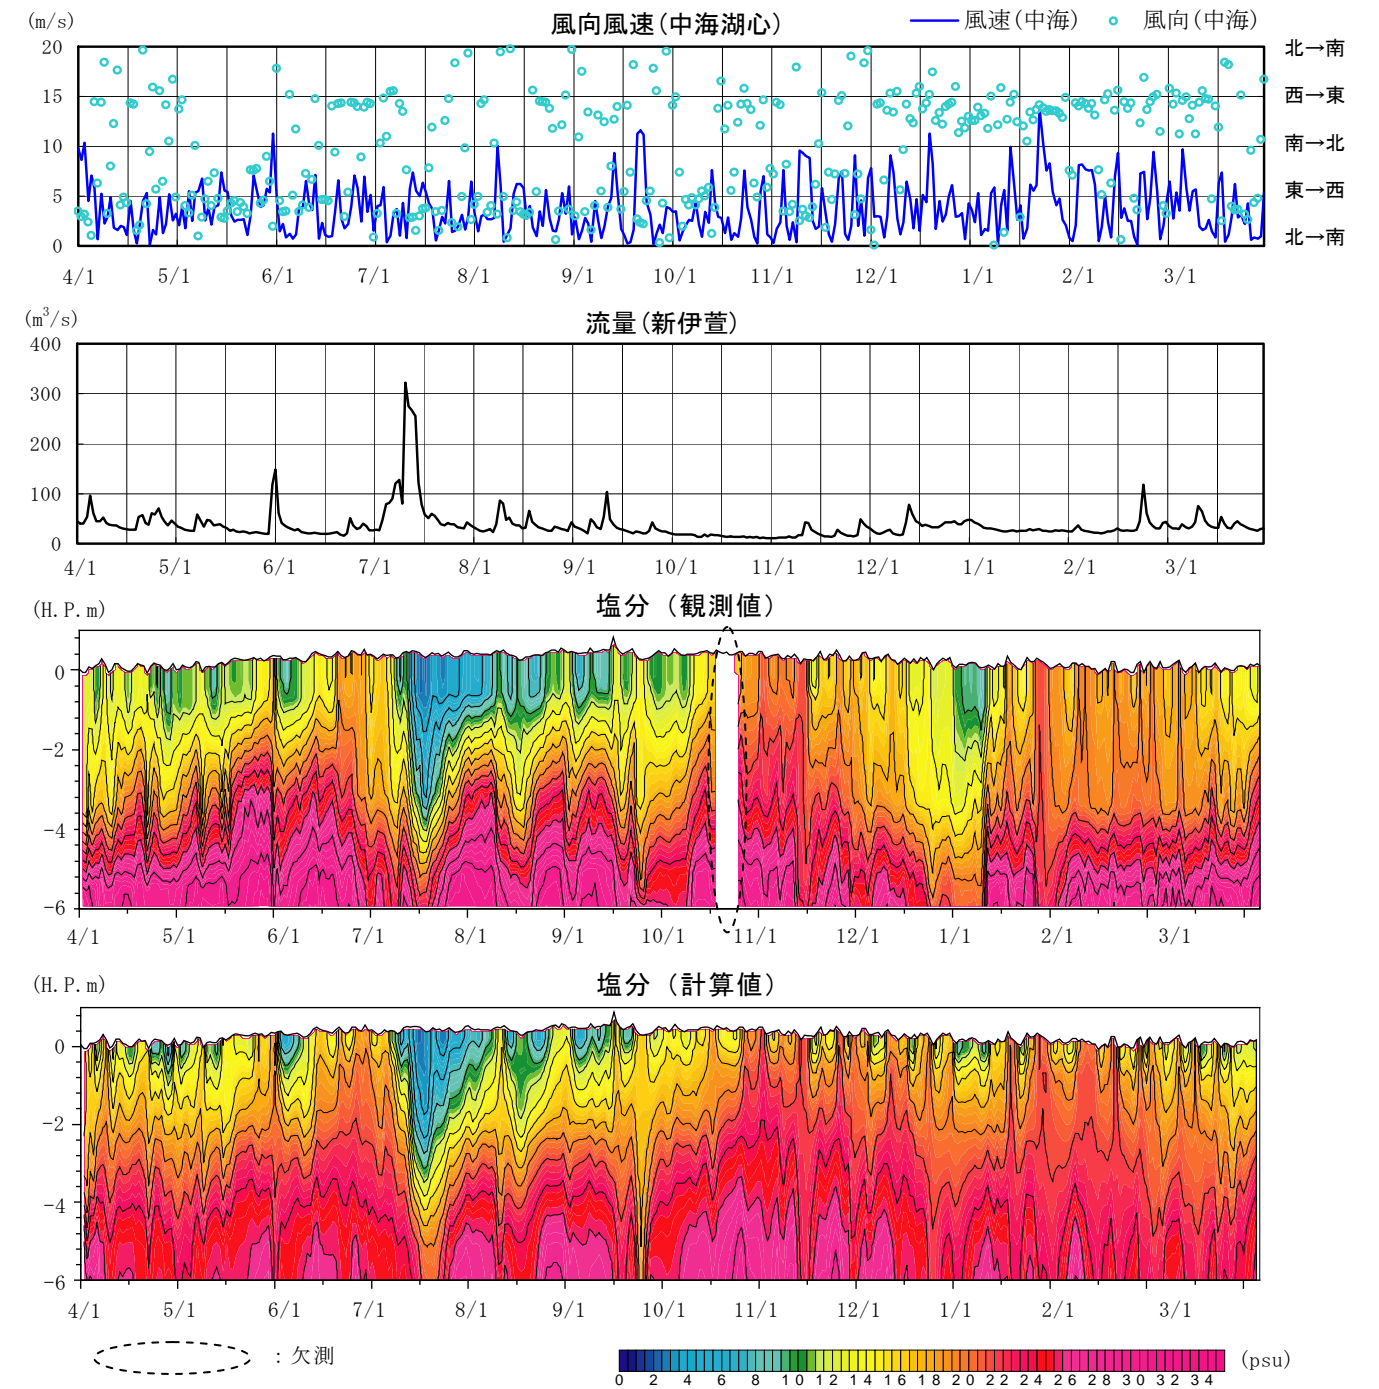 (m/s) 風向風速(中海湖心) 風速(中海) 風向(中海)
20 北→南
15 西→東
10 南→北
5 東→西
0 北→南
4/1 5/1 6/1 7/1 8/1 9/1 10/1 11/1 12/1 1/1 2/1 3/1
(m³/s) 流量(新伊萱)
400
300
200
100
0
4/1 5/1 6/1 7/1 8/1 9/1 10/1 11/1 12/1 1/1 2/1 3/1
(H.P.m) 塩分（観測値）
0
-2
-4
-6
4/1 5/1 6/1 7/1 8/1 9/1 10/1 11/1 12/1 1/1 2/1 3/1
(H.P.m) 塩分（計算値）
0
-2
-4
-6
4/1 5/1 6/1 7/1 8/1 9/1 10/1 11/1 12/1 1/1 2/1 3/1
：欠測
(psu)
0 2 4 6 8 10 12 14 16 18 20 22 24 26 28 30 32 34